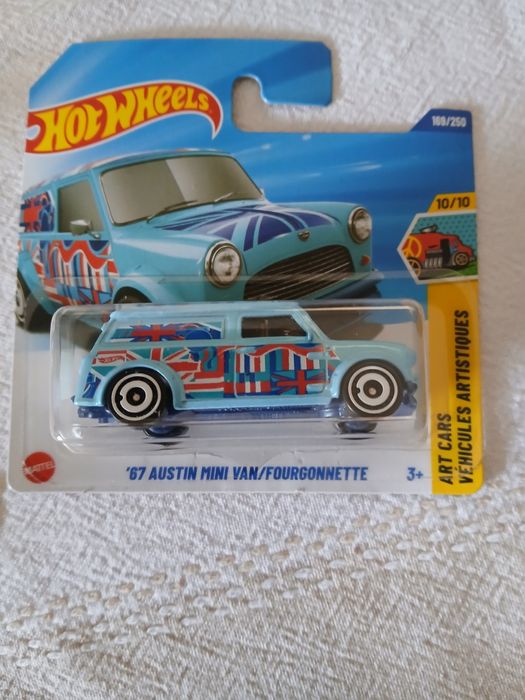 HOT WHEELS
169/250
10/10
ART CARS
VÉHICULES ARTISTIQUES
MATTEL
'67 AUSTIN MINI VAN/FOURGONNETTE
3+